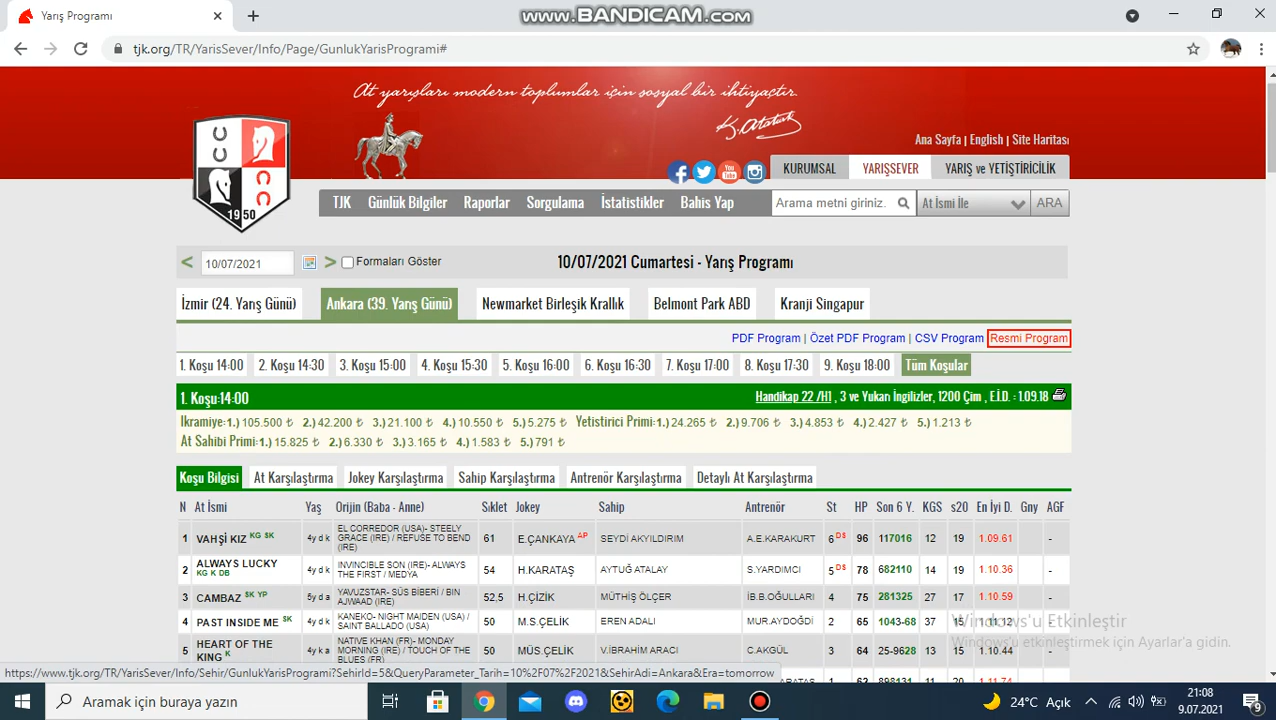 Yarış Programı
www.BANDICAM.com
tjk.org/TR/YarisSever/Info/Page/GunlukYarisProgrami#
At yarışları modern toplumlar için sosyal bir ihtiyaçtır.
K. Atatürk
Ana Sayfa | English | Site Haritası
KURUMSAL YARIŞSEVER YARIŞ ve YETİŞTİRİCİLİK
1950
TJK Günlük Bilgiler Raporlar Sorgulama İstatistikler Bahis Yap Arama metni giriniz. At İsmi İle ARA
< 10/07/2021 > Formaları Göster 10/07/2021 Cumartesi - Yarış Programı
İzmir (24. Yarış Günü) Ankara (39. Yarış Günü) Newmarket Birleşik Krallık Belmont Park ABD Kranji Singapur
PDF Program | Özet PDF Program | CSV Program Resmi Program
1. Koşu 14:00 2. Koşu 14:30 3. Koşu 15:00 4. Koşu 15:30 5. Koşu 16:00 6. Koşu 16:30 7. Koşu 17:00 8. Koşu 17:30 9. Koşu 18:00 Tüm Koşular
1. Koşu:14:00 Handikap 22 /H1 , 3 ve Yukarı İngilizler, 1200 Çim , E.İ.D. : 1.09.18
Ikramiye:1.) 105.500 ₺ 2.) 42.200 ₺ 3.) 21.100 ₺ 4.) 10.550 ₺ 5.) 5.275 ₺ Yetistirici Primi:1.) 24.265 ₺ 2.) 9.706 ₺ 3.) 4.853 ₺ 4.) 2.427 ₺ 5.) 1.213 ₺
At Sahibi Primi:1.) 15.825 ₺ 2.) 6.330 ₺ 3.) 3.165 ₺ 4.) 1.583 ₺ 5.) 791 ₺
Koşu Bilgisi At Karşılaştırma Jokey Karşılaştırma Sahip Karşılaştırma Antrenör Karşılaştırma Detaylı At Karşılaştırma
N At İsmi Yaş Orijin (Baba - Anne) Sıklet Jokey Sahip Antrenör St HP Son 6 Y. KGS s20 En İyi D. Gny AGF
1 VAHŞİ KIZ KG SK 4y d k EL CORREDOR (USA)- STEELY GRACE (IRE) / REFUSE TO BEND (IRE) 61 E.ÇANKAYA AP SEYDİ AKYILDIRIM A.E.KARAKURT 6 DS 96 117016 12 19 1.09.61 -
2 ALWAYS LUCKY KG K DB 4y d k INVINCIBLE SON (IRE)- ALWAYS THE FIRST / MEDYA 54 H.KARATAŞ AYTUĞ ATALAY S.YARDIMCI 5 DS 78 682110 14 19 1.10.36 -
3 CAMBAZ SK YP 5y d a YAVUZSTAR- SÜS BİBERİ / BIN AJWAAD (IRE) 52,5 H.ÇİZİK MÜTHİŞ ÖLÇER İB.B.OĞULLARI 4 75 281325 27 17 1.10.59 -
4 PAST INSIDE ME SK 4y d k KANEKO- NIGHT MAIDEN (USA) / SAINT BALLADO (USA) 50 M.S.ÇELİK EREN ADALI MUR.AYDOĞDİ 2 65 1043-68 37 15 1.11.12 -
5 HEART OF THE KING K 4y k a NATIVE KHAN (FR)- MONDAY MORNING (IRE) / TOUCH OF THE BLUES (FR) 50 MÜS.ÇELİK V.İBRAHİM ARACI C.AKGÜL 3 64 25-9628 13 15 1.10.44 -
Windows'u Etkinleştir
Windows'u etkinleştirmek için Ayarlar'a gidin.
https://www.tjk.org/TR/YarisSever/Info/Sehir/GunlukYarisProgrami?SehirId=5&QueryParameter_Tarih=10%2F07%2F2021&SehirAdi=Ankara&Era=tomorrow
Aramak için buraya yazın 24°C Açık 21:08
9.07.2021 9